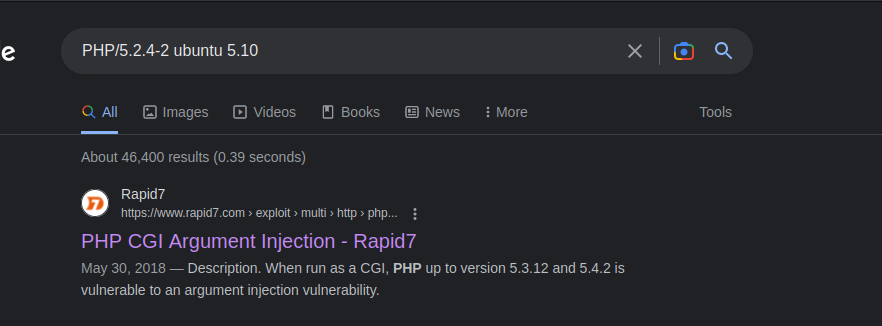 e
PHP/5.2.4-2 ubuntu 5.10
All Images Videos Books News More Tools
About 46,400 results (0.39 seconds)
Rapid7
https://www.rapid7.com › exploit › multi › http › php...
PHP CGI Argument Injection - Rapid7
May 30, 2018 — Description. When run as a CGI, PHP up to version 5.3.12 and 5.4.2 is
vulnerable to an argument injection vulnerability.